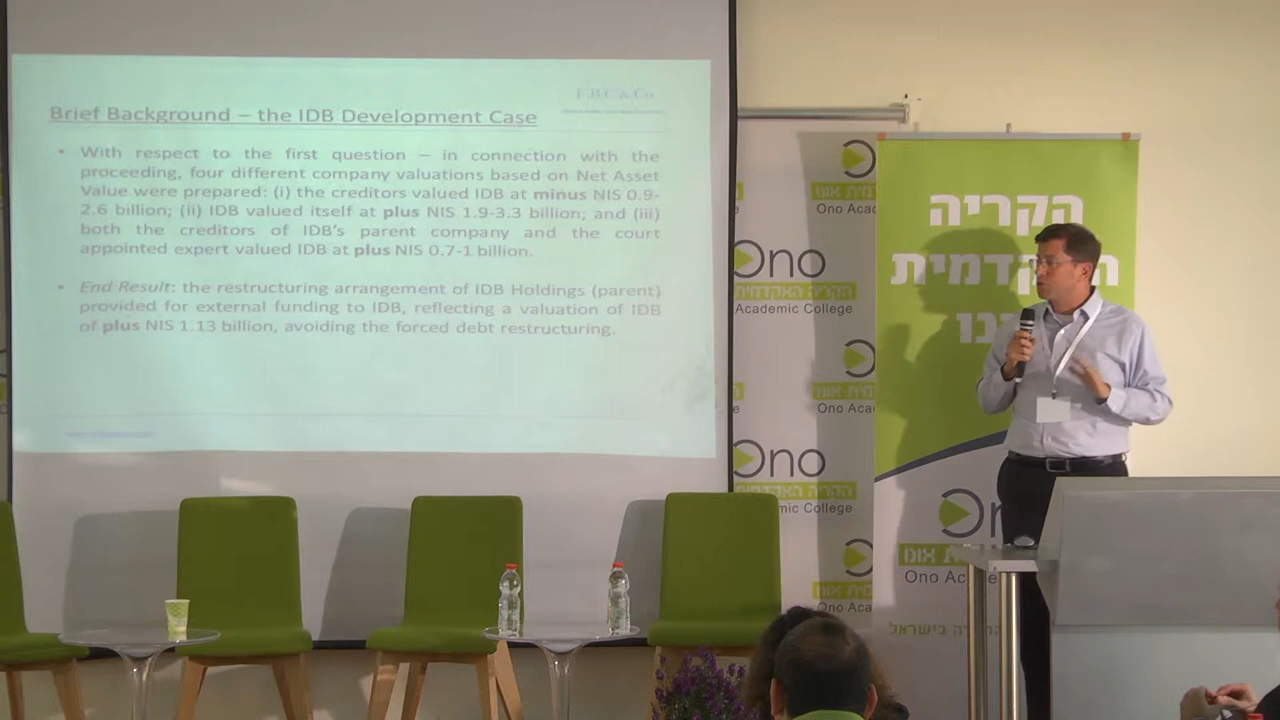 F.B.C & Co
Brief Background – the IDB Development Case
• With respect to the first question – in connection with the
proceeding, four different company valuations based on Net Asset
Value were prepared: (i) the creditors valued IDB at minus NIS 0.9-
2.6 billion; (ii) IDB valued itself at plus NIS 1.9-3.3 billion; and (iii)
both the creditors of IDB's parent company and the court
appointed expert valued IDB at plus NIS 0.7-1 billion.
• End Result: the restructuring arrangement of IDB Holdings (parent)
provided for external funding to IDB, reflecting a valuation of IDB
of plus NIS 1.13 billion, avoiding the forced debt restructuring.
Ono
הקריה האקדמית
Academic College
Ono
הקריה האקדמית
הקריה
אונו
Ono